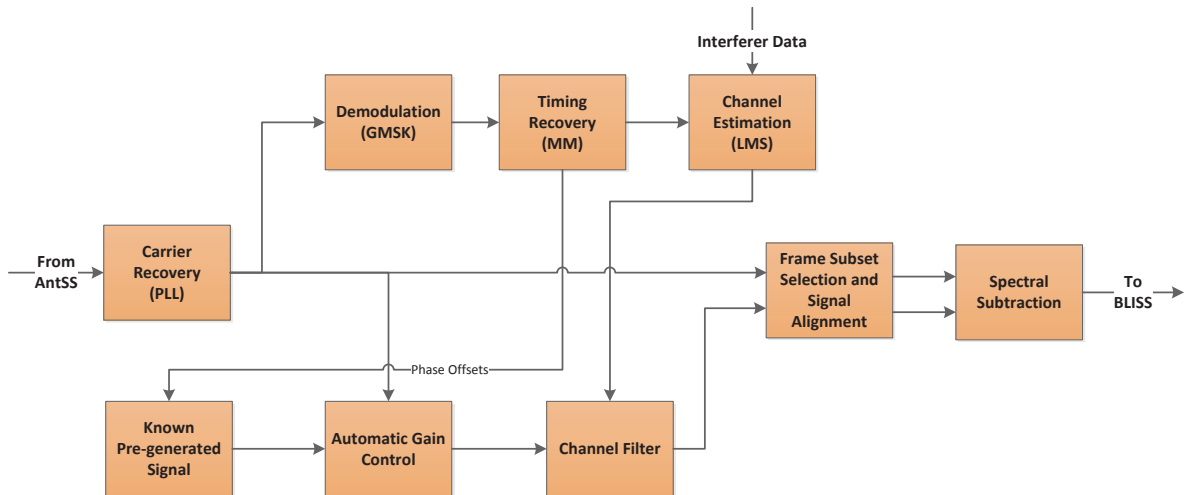 Interferer Data
Demodulation
(GMSK)
Timing
Recovery
(MM)
Channel
Estimation
(LMS)
From
AntSS
Carrier
Recovery
(PLL)
Frame Subset
Selection and
Signal
Alignment
Spectral
Subtraction
To
BLISS
Phase Offsets
Known
Pre-generated
Signal
Automatic Gain
Control
Channel Filter